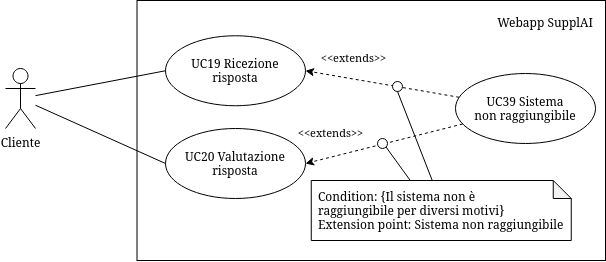 Webapp SupplAI
UC19 Ricezione
risposta
<<extends>>
UC39 Sistema
non raggiungibile
Cliente
<<extends>>
UC20 Valutazione
risposta
Condition: {Il sistema non è
raggiungibile per diversi motivi}
Extension point: Sistema non raggiungibile